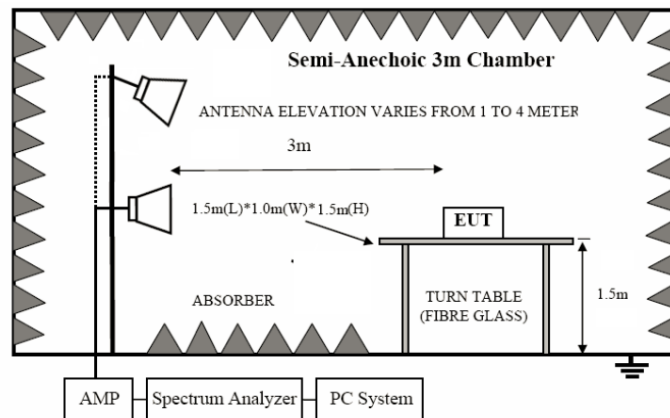 Semi-Anechoic 3m Chamber
ANTENNA ELEVATION VARIES FROM 1 TO 4 METER
3m
1.5m(L)*1.0m(W)*1.5m(H)
EUT
ABSORBER
TURN TABLE
(FIBRE GLASS)
1.5m
AMP
Spectrum Analyzer
PC System